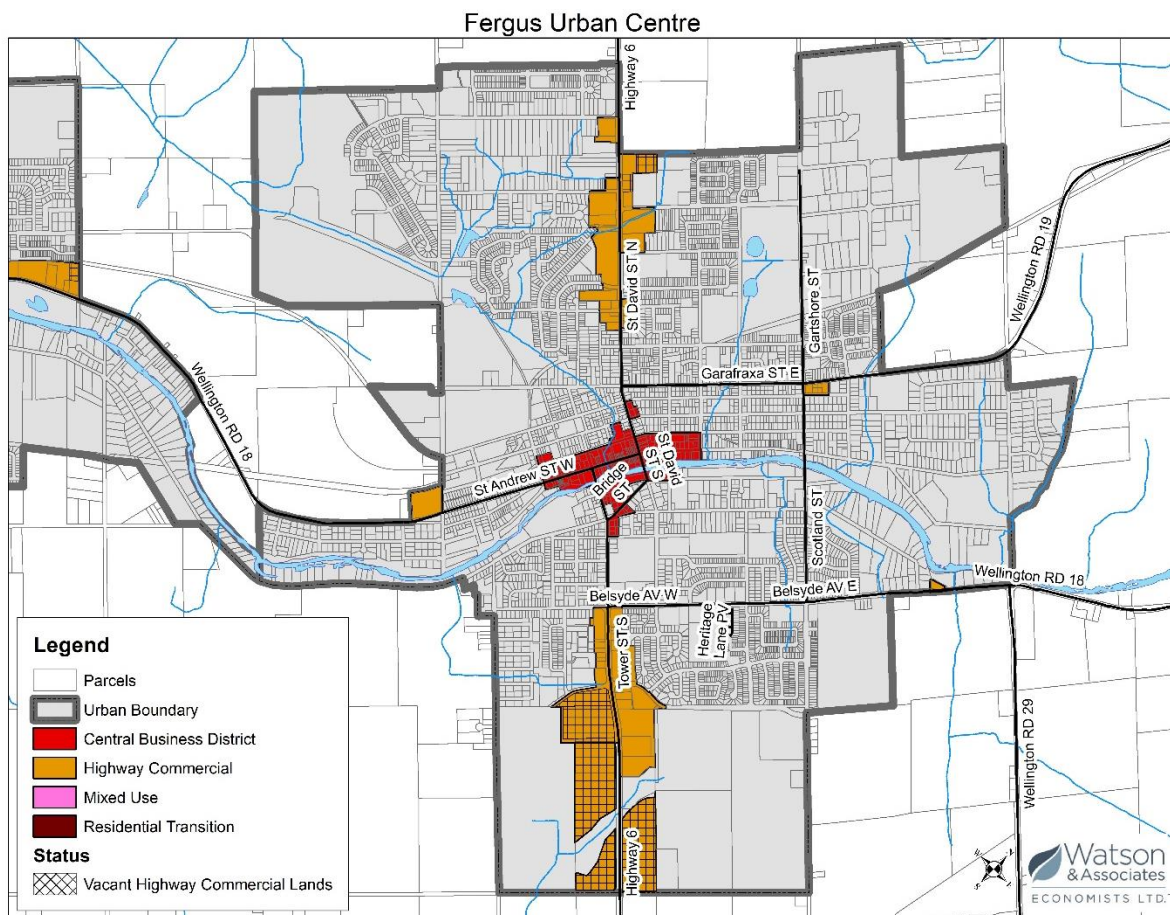 Fergus Urban Centre
Highway 6
St David ST N
Gartshore ST
Wellington RD 19
Garafraxa ST E
Wellington RD 18
St Andrew ST W
Bridge
ST
St David
ST S
Scotland ST
Wellington RD 18
Belsyde AV W
Belsyde AV E
Heritage
Lane PV
Tower ST S
Wellington RD 29
Highway 6
Legend
Parcels
Urban Boundary
Central Business District
Highway Commercial
Mixed Use
Residential Transition
Status
Vacant Highway Commercial Lands
Watson
& Associates
ECONOMISTS LTD.